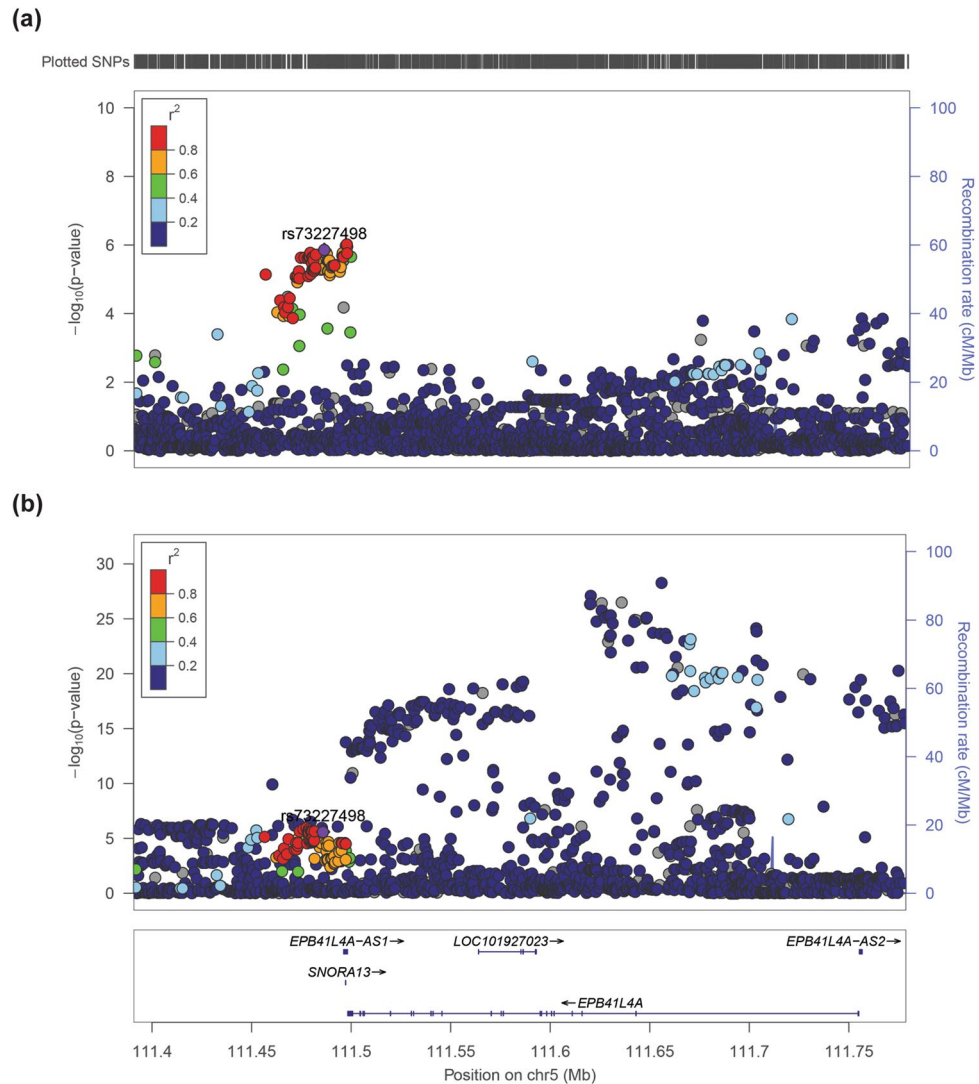 (a)
Plotted SNPs
r²
0.8
0.6
0.4
0.2
10
8
6
4
2
0
−log₁₀(p−value)
rs73227498
100
80
60
40
20
0
Recombination rate (cM/Mb)
(b)
r²
0.8
0.6
0.4
0.2
30
25
20
15
10
5
0
−log₁₀(p−value)
rs73227498
100
80
60
40
20
0
Recombination rate (cM/Mb)
EPB41L4A−AS1→ LOC101927023→ EPB41L4A−AS2→
SNORA13→
←EPB41L4A
111.4 111.45 111.5 111.55 111.6 111.65 111.7 111.75
Position on chr5 (Mb)